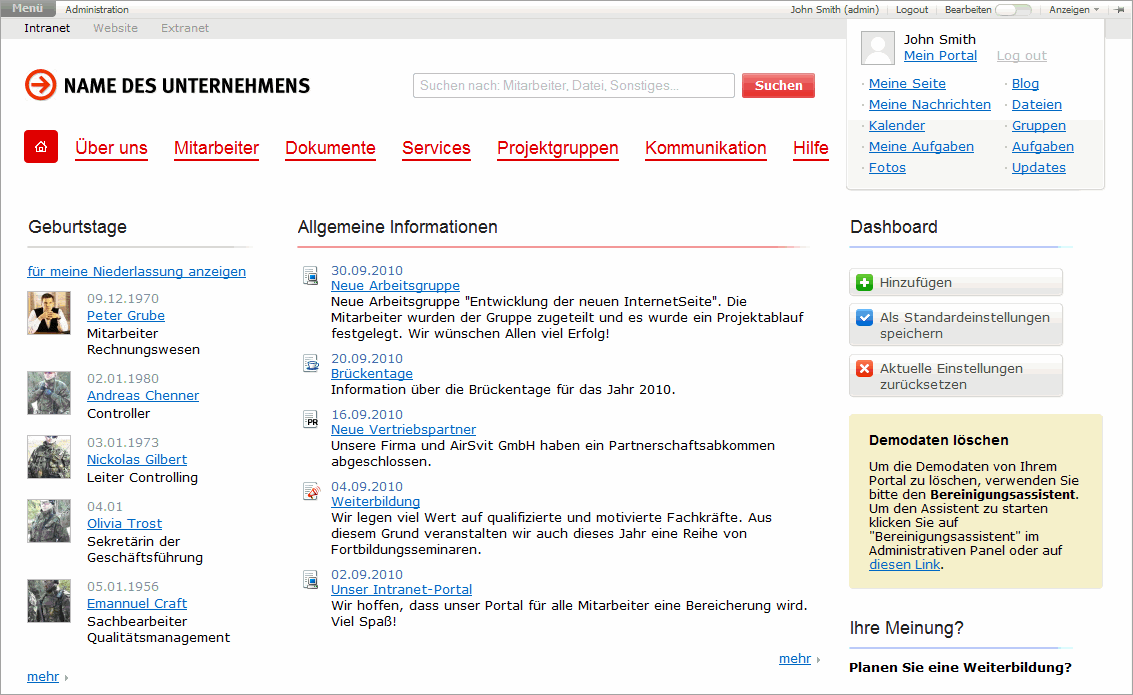 Menü Administration John Smith (admin) Logout Bearbeiten Anzeigen
Intranet Website Extranet
John Smith
Mein Portal Log out
Meine Seite Blog
Meine Nachrichten Dateien
Kalender Gruppen
Meine Aufgaben Aufgaben
Fotos Updates
NAME DES UNTERNEHMENS
Suchen nach: Mitarbeiter, Datei, Sonstiges... Suchen
Über uns Mitarbeiter Dokumente Services Projektgruppen Kommunikation Hilfe
Geburtstage
für meine Niederlassung anzeigen
09.12.1970
Peter Grube
Mitarbeiter
Rechnungswesen
02.01.1980
Andreas Chenner
Controller
03.01.1973
Nickolas Gilbert
Leiter Controlling
04.01
Olivia Trost
Sekretärin der
Geschäftsführung
05.01.1956
Emannuel Craft
Sachbearbeiter
Qualitätsmanagement
mehr
Allgemeine Informationen
30.09.2010
Neue Arbeitsgruppe
Neue Arbeitsgruppe "Entwicklung der neuen InternetSeite". Die
Mitarbeiter wurden der Gruppe zugeteilt und es wurde ein Projektablauf
festgelegt. Wir wünschen Allen viel Erfolg!
20.09.2010
Brückentage
Information über die Brückentage für das Jahr 2010.
PR
16.09.2010
Neue Vertriebspartner
Unsere Firma und AirSvit GmbH haben ein Partnerschaftsabkommen
abgeschlossen.
04.09.2010
Weiterbildung
Wir legen viel Wert auf qualifizierte und motivierte Fachkräfte. Aus
diesem Grund veranstalten wir auch dieses Jahr eine Reihe von
Fortbildungsseminaren.
02.09.2010
Unser Intranet-Portal
Wir hoffen, dass unser Portal für alle Mitarbeiter eine Bereicherung wird.
Viel Spaß!
mehr
Dashboard
Hinzufügen
Als Standardeinstellungen
speichern
Aktuelle Einstellungen
zurücksetzen
Demodaten löschen
Um die Demodaten von Ihrem
Portal zu löschen, verwenden Sie
bitte den Bereinigungsassistent.
Um den Assistent zu starten
klicken Sie auf
"Bereinigungsassistent" im
Administrativen Panel oder auf
diesen Link.
Ihre Meinung?
Planen Sie eine Weiterbildung?